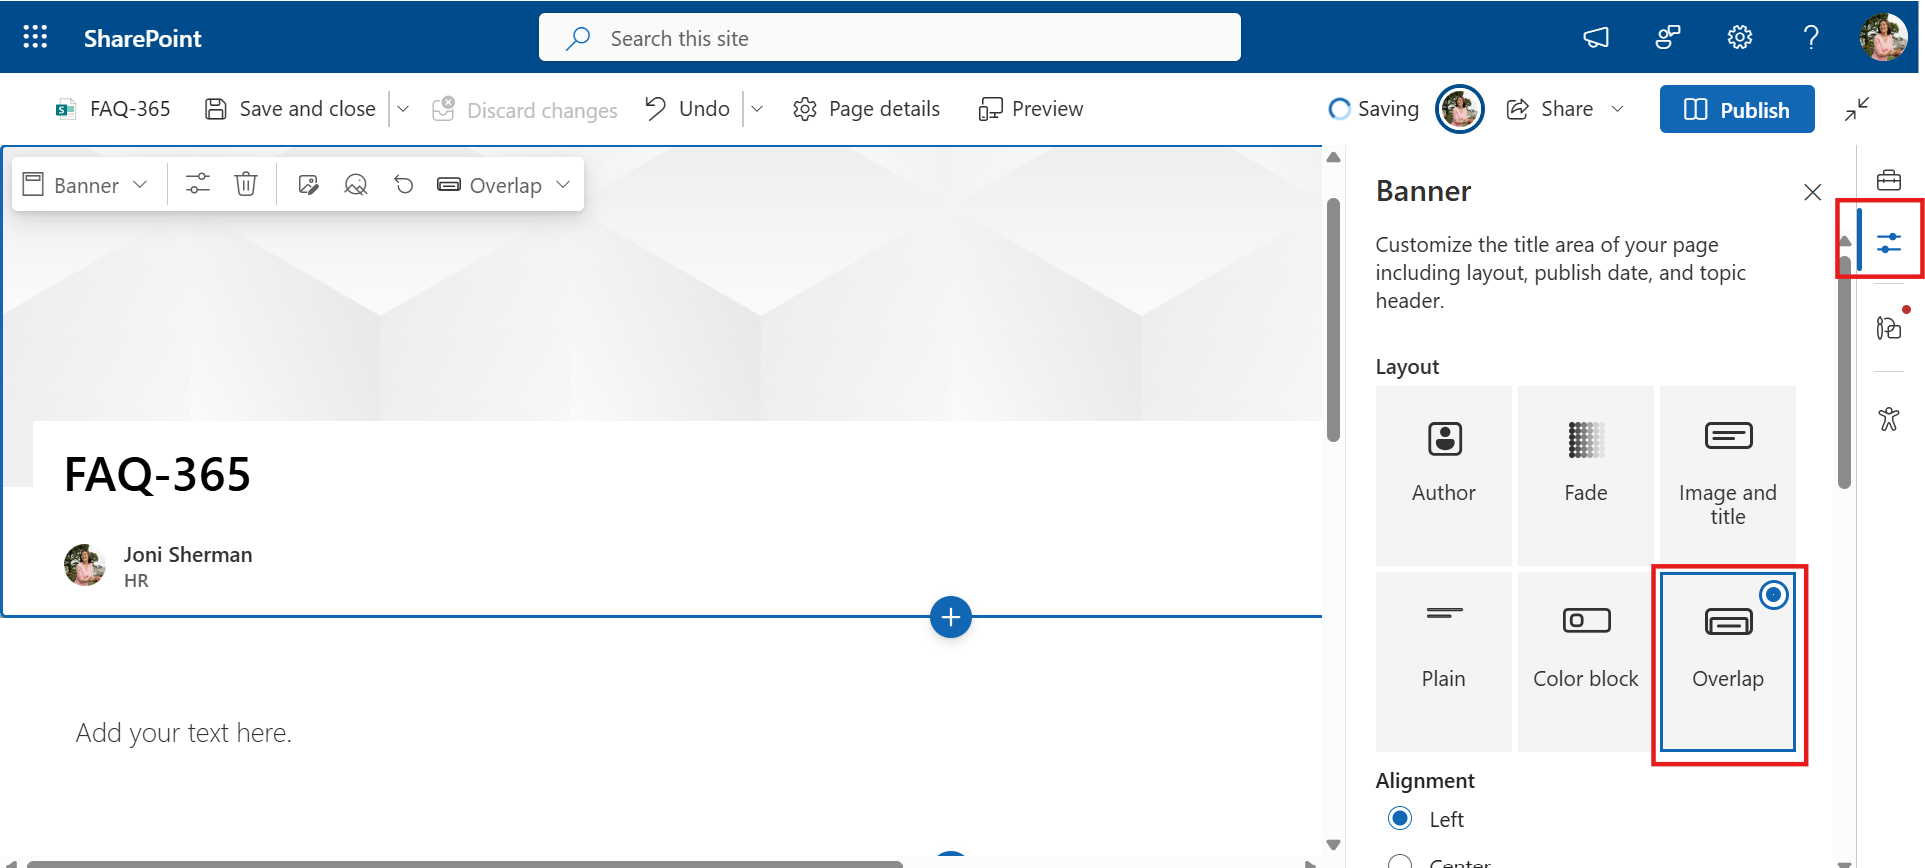 SharePoint
Search this site
FAQ-365
Save and close
Discard changes
Undo
Page details
Preview
Saving
Share
Publish
Banner
Overlap
FAQ-365
Joni Sherman
HR
Add your text here.
Banner
Customize the title area of your page
including layout, publish date, and topic
header.
Layout
Author
Fade
Image and
title
Plain
Color block
Overlap
Alignment
Left
Center